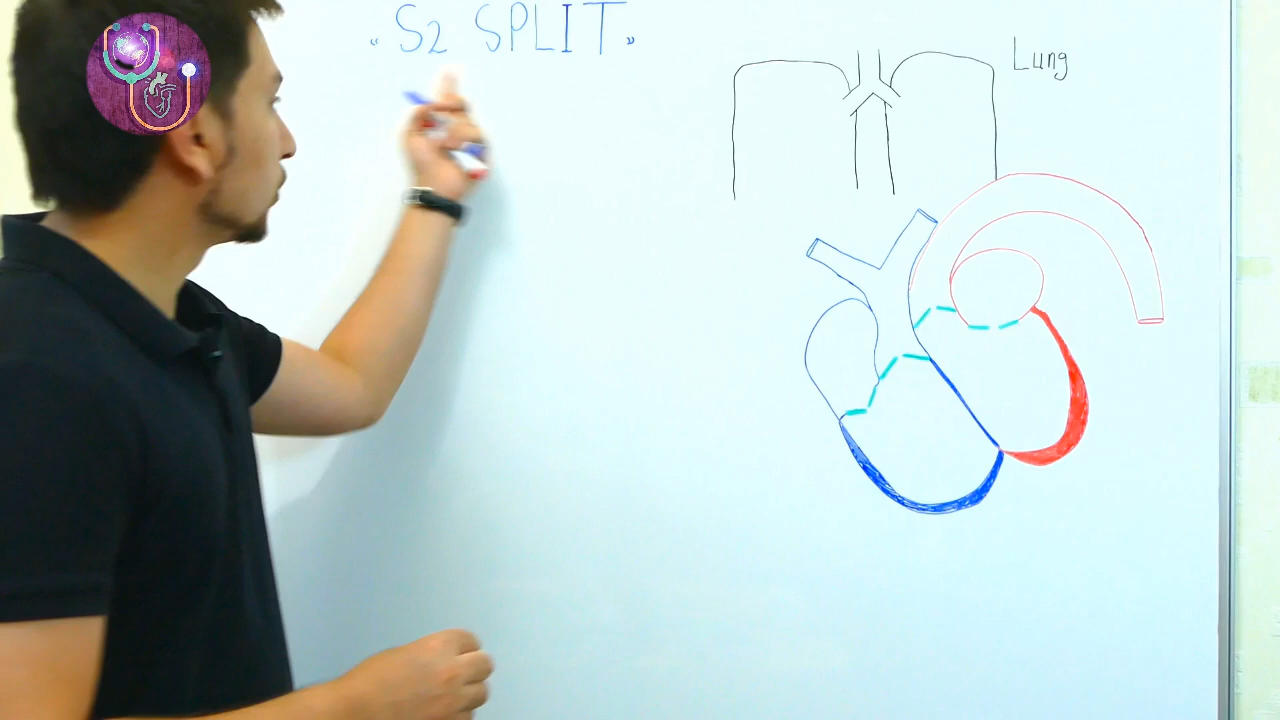 „ S2 SPLIT "
Lung